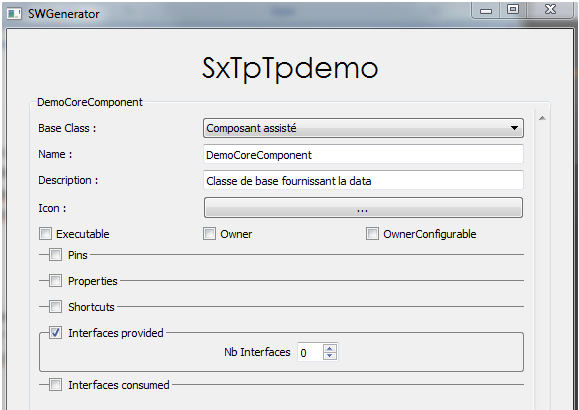 SWGenerator
SxTpTpdemo
DemoCoreComponent
Base Class : Composant assisté
Name : DemoCoreComponent
Description : Classe de base fournissant la data
Icon : ...
Executable Owner OwnerConfigurable
Pins
Properties
Shortcuts
Interfaces provided
Nb Interfaces 0
Interfaces consumed